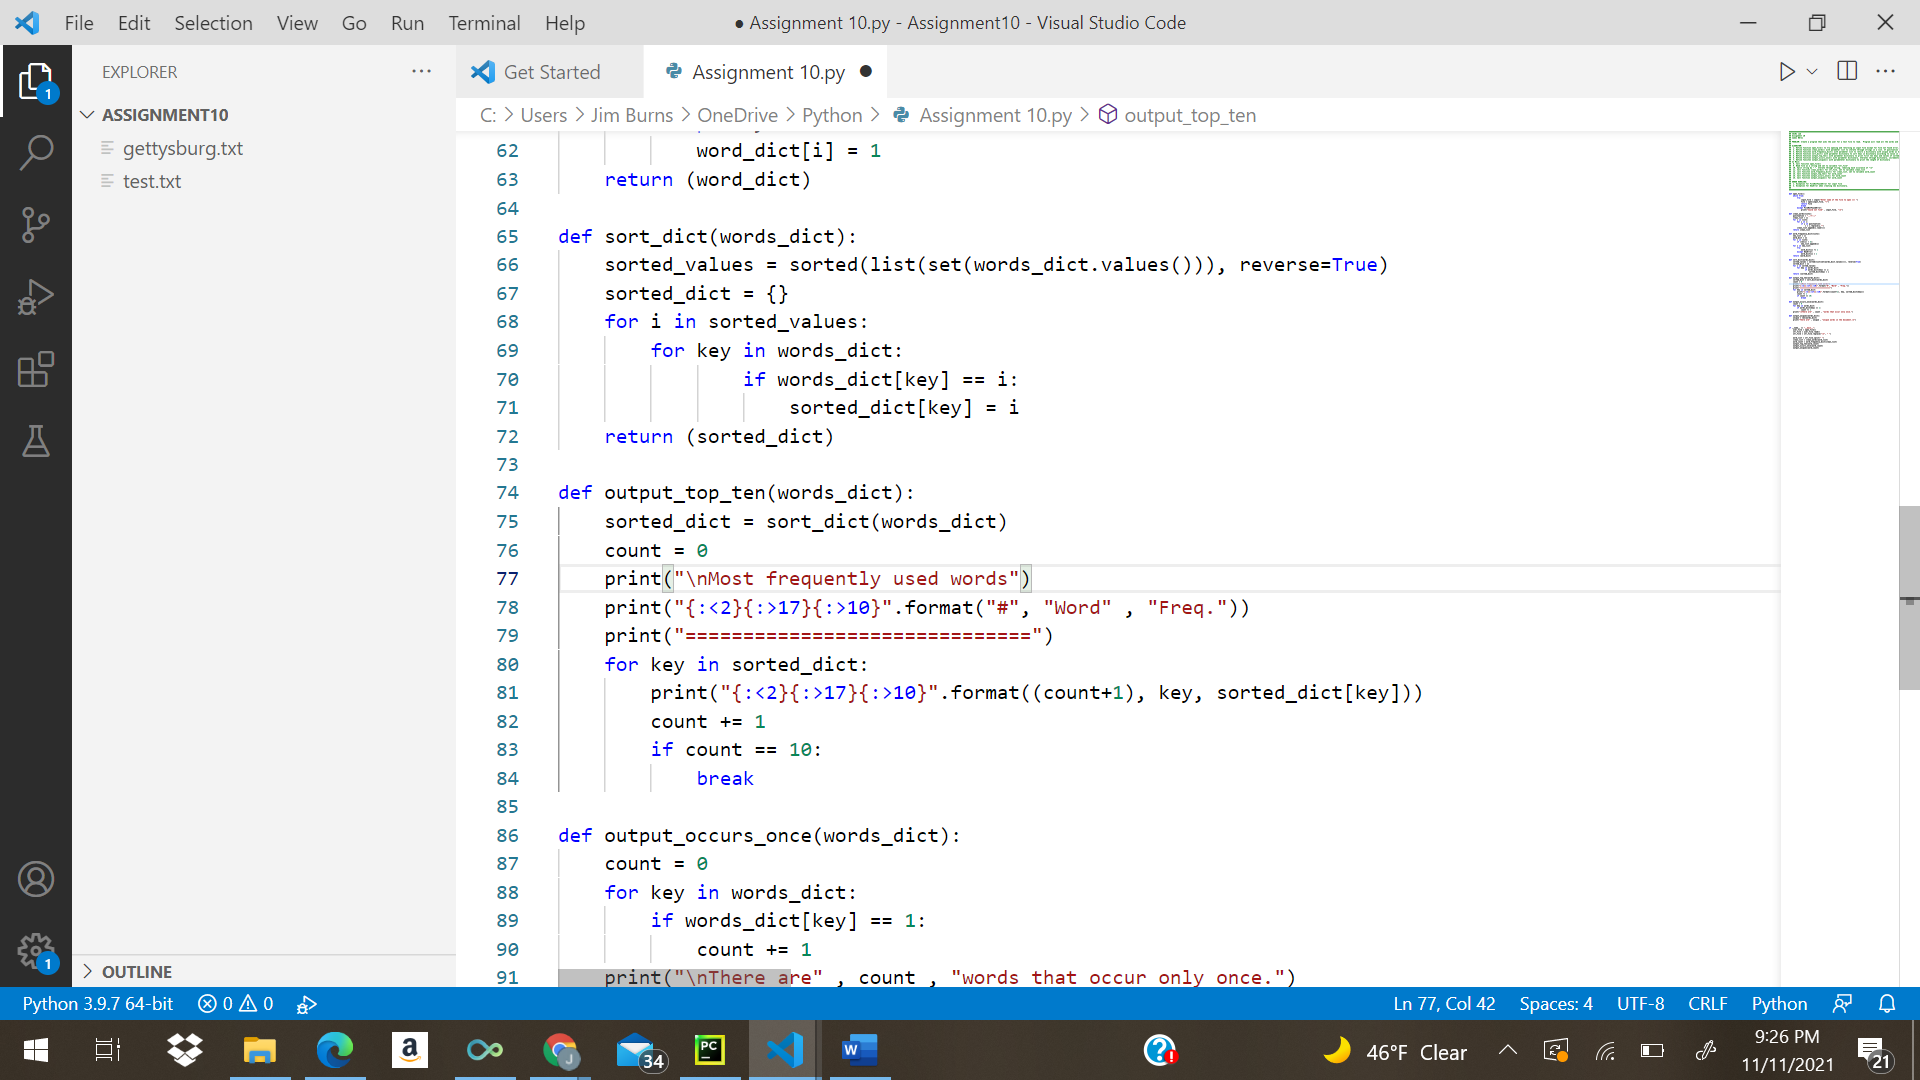 File Edit Selection View Go Run Terminal Help
● Assignment 10.py - Assignment10 - Visual Studio Code
EXPLORER
Get Started
Assignment 10.py
1
ASSIGNMENT10
gettysburg.txt
test.txt
C: > Users > Jim Burns > OneDrive > Python > Assignment 10.py > output_top_ten
62 word_dict[i] = 1
63 return (word_dict)
64
65 def sort_dict(words_dict):
66 sorted_values = sorted(list(set(words_dict.values())), reverse=True)
67 sorted_dict = {}
68 for i in sorted_values:
69 for key in words_dict:
70 if words_dict[key] == i:
71 sorted_dict[key] = i
72 return (sorted_dict)
73
74 def output_top_ten(words_dict):
75 sorted_dict = sort_dict(words_dict)
76 count = 0
77 print("\nMost frequently used words")
78 print("{:<2}{:>17}{:>10}".format("#", "Word" , "Freq."))
79 print("==============================")
80 for key in sorted_dict:
81 print("{:<2}{:>17}{:>10}".format((count+1), key, sorted_dict[key]))
82 count += 1
83 if count == 10:
84 break
85
86 def output_occurs_once(words_dict):
87 count = 0
88 for key in words_dict:
89 if words_dict[key] == 1:
90 count += 1
91 print("\nThere are" , count , "words that occur only once.")
1
OUTLINE
Python 3.9.7 64-bit 0 0 Ln 77, Col 42 Spaces: 4 UTF-8 CRLF Python
a
J
34
PC
W
46°F Clear
9:26 PM
11/11/2021
21